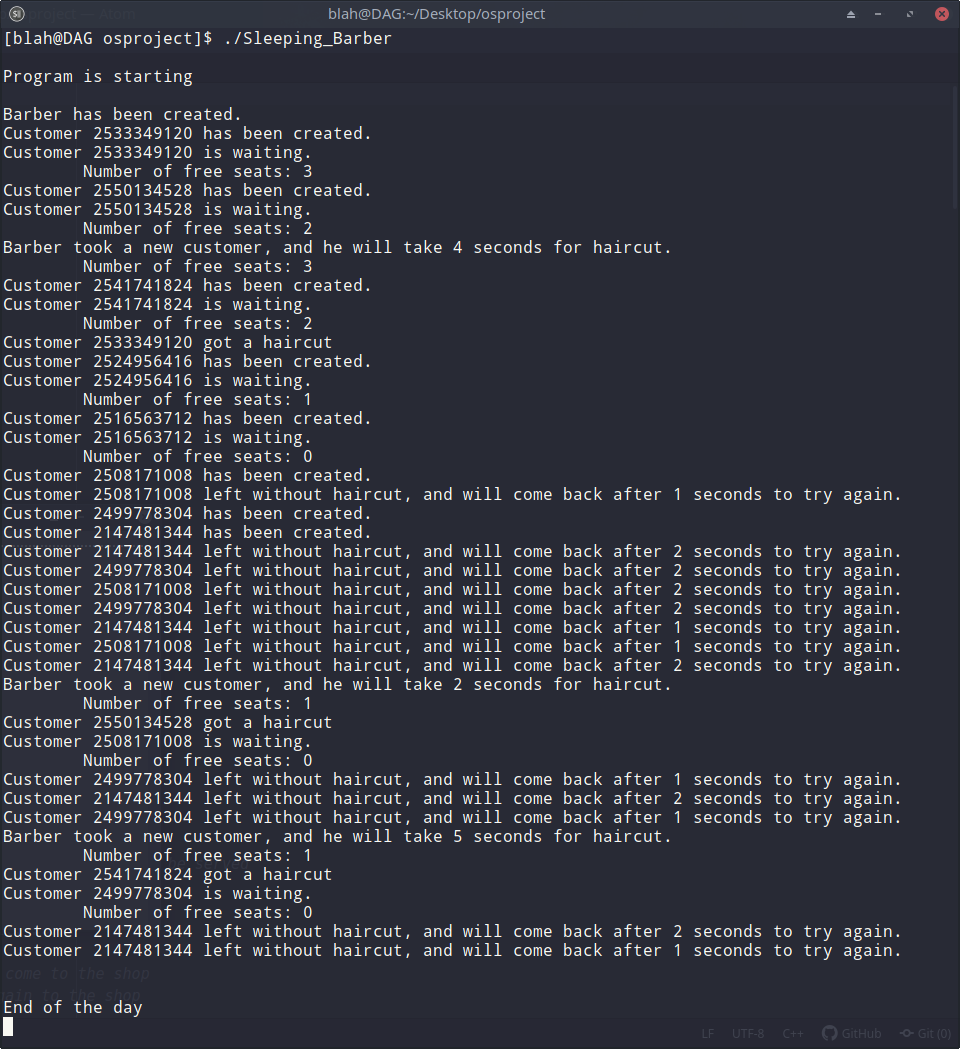 blah@DAG:~/Desktop/osproject
[blah@DAG osproject]$ ./Sleeping_Barber
Program is starting
Barber has been created.
Customer 2533349120 has been created.
Customer 2533349120 is waiting.
Number of free seats: 3
Customer 2550134528 has been created.
Customer 2550134528 is waiting.
Number of free seats: 2
Barber took a new customer, and he will take 4 seconds for haircut.
Number of free seats: 3
Customer 2541741824 has been created.
Customer 2541741824 is waiting.
Number of free seats: 2
Customer 2533349120 got a haircut
Customer 2524956416 has been created.
Customer 2524956416 is waiting.
Number of free seats: 1
Customer 2516563712 has been created.
Customer 2516563712 is waiting.
Number of free seats: 0
Customer 2508171008 has been created.
Customer 2508171008 left without haircut, and will come back after 1 seconds to try again.
Customer 2499778304 has been created.
Customer 2147481344 has been created.
Customer 2147481344 left without haircut, and will come back after 2 seconds to try again.
Customer 2499778304 left without haircut, and will come back after 2 seconds to try again.
Customer 2508171008 left without haircut, and will come back after 2 seconds to try again.
Customer 2499778304 left without haircut, and will come back after 2 seconds to try again.
Customer 2147481344 left without haircut, and will come back after 1 seconds to try again.
Customer 2508171008 left without haircut, and will come back after 1 seconds to try again.
Customer 2147481344 left without haircut, and will come back after 2 seconds to try again.
Barber took a new customer, and he will take 2 seconds for haircut.
Number of free seats: 1
Customer 2550134528 got a haircut
Customer 2508171008 is waiting.
Number of free seats: 0
Customer 2499778304 left without haircut, and will come back after 1 seconds to try again.
Customer 2147481344 left without haircut, and will come back after 2 seconds to try again.
Customer 2499778304 left without haircut, and will come back after 1 seconds to try again.
Barber took a new customer, and he will take 5 seconds for haircut.
Number of free seats: 1
Customer 2541741824 got a haircut
Customer 2499778304 is waiting.
Number of free seats: 0
Customer 2147481344 left without haircut, and will come back after 2 seconds to try again.
Customer 2147481344 left without haircut, and will come back after 1 seconds to try again.
come to the shop
to the shop
End of the day
LF UTF-8 C++ GitHub Git (0)